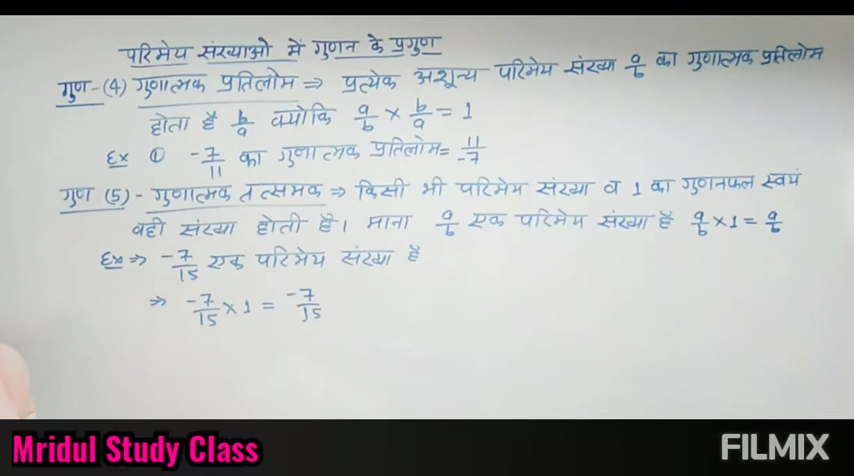 परिमेय संख्याओ में गुणन के प्रगुण
गुण-(4) गुणात्मक प्रतिलोम ⇒ प्रत्येक अशून्य परिमेय संख्या a/b का गुणात्मक प्रतिलोम
होता है b/a क्योकि a/b × b/a = 1
Ex ① -7/11 का गुणात्मक प्रतिलोम = 11/-7
गुण (5) - गुणात्मक तत्समक ⇒ किसी भी परिमेय संख्या व 1 का गुणनफल स्वयं
वही संख्या होती है। माना a/b एक परिमेय संख्या है a/b × 1 = a/b
Ex ⇒ -7/15 एक परिमेय संख्या है
⇒ -7/15 × 1 = -7/15
Mridul Study Class
FILMIX